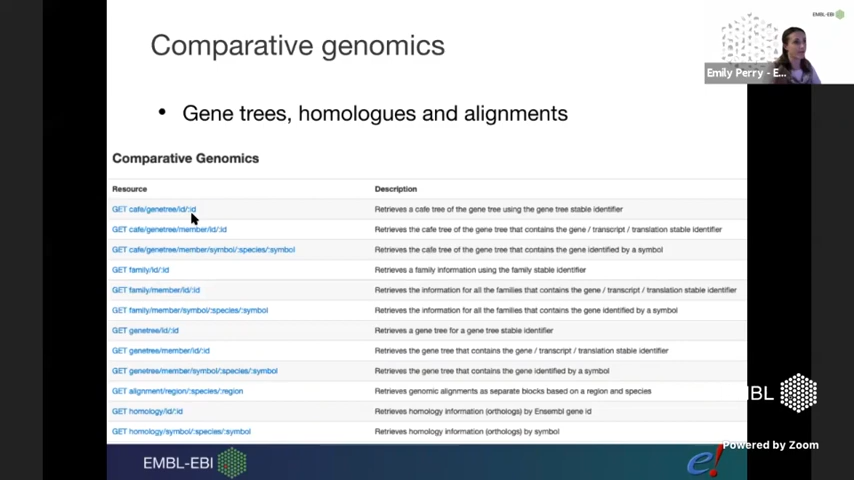 Comparative genomics
EMBL-EBI
Emily Perry - E...
• Gene trees, homologues and alignments
Comparative Genomics
Resource Description
GET cafe/genetree/id/:id Retrieves a cafe tree of the gene tree using the gene tree stable identifier
GET cafe/genetree/member/id/:id Retrieves the cafe tree of the gene tree that contains the gene / transcript / translation stable identifier
GET cafe/genetree/member/symbol/:species/:symbol Retrieves the cafe tree of the gene tree that contains the gene identified by a symbol
GET family/id/:id Retrieves a family information using the family stable identifier
GET family/member/id/:id Retrieves the information for all the families that contains the gene / transcript / translation stable identifier
GET family/member/symbol/:species/:symbol Retrieves the information for all the families that contains the gene identified by a symbol
GET genetree/id/:id Retrieves a gene tree for a gene tree stable identifier
GET genetree/member/id/:id Retrieves the gene tree that contains the gene / transcript / translation stable identifier
GET genetree/member/symbol/:species/:symbol Retrieves the gene tree that contains the gene identified by a symbol
GET alignment/region/:species/:region Retrieves genomic alignments as separate blocks based on a region and species
GET homology/id/:id Retrieves homology information (orthologs) by Ensembl gene id
GET homology/symbol/:species/:symbol Retrieves homology information (orthologs) by symbol
BL
Powered by Zoom
EMBL-EBI
e!